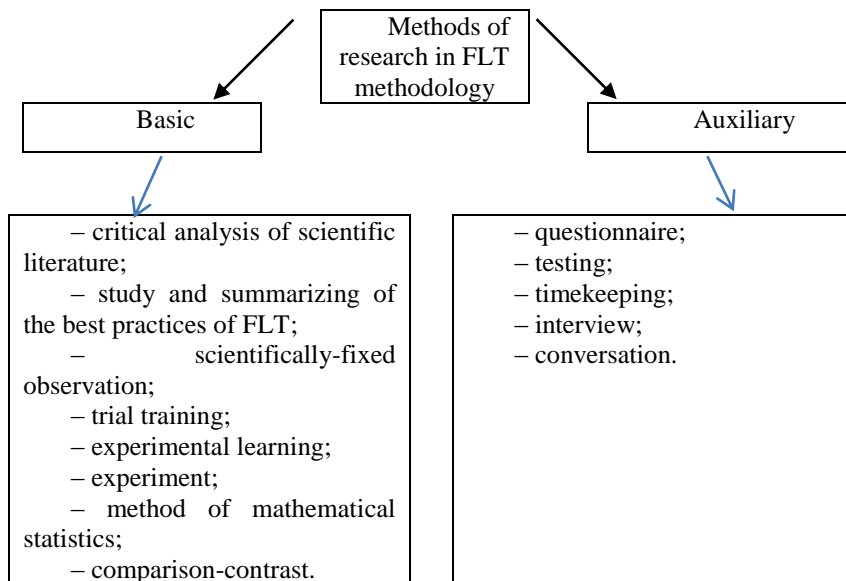 Methods of
research in FLT
methodology
Basic
Auxiliary
– critical analysis of scientific
literature;
– study and summarizing of
the best practices of FLT;
– scientifically-fixed
observation;
– trial training;
– experimental learning;
– experiment;
– method of mathematical
statistics;
– comparison-contrast.
– questionnaire;
– testing;
– timekeeping;
– interview;
– conversation.